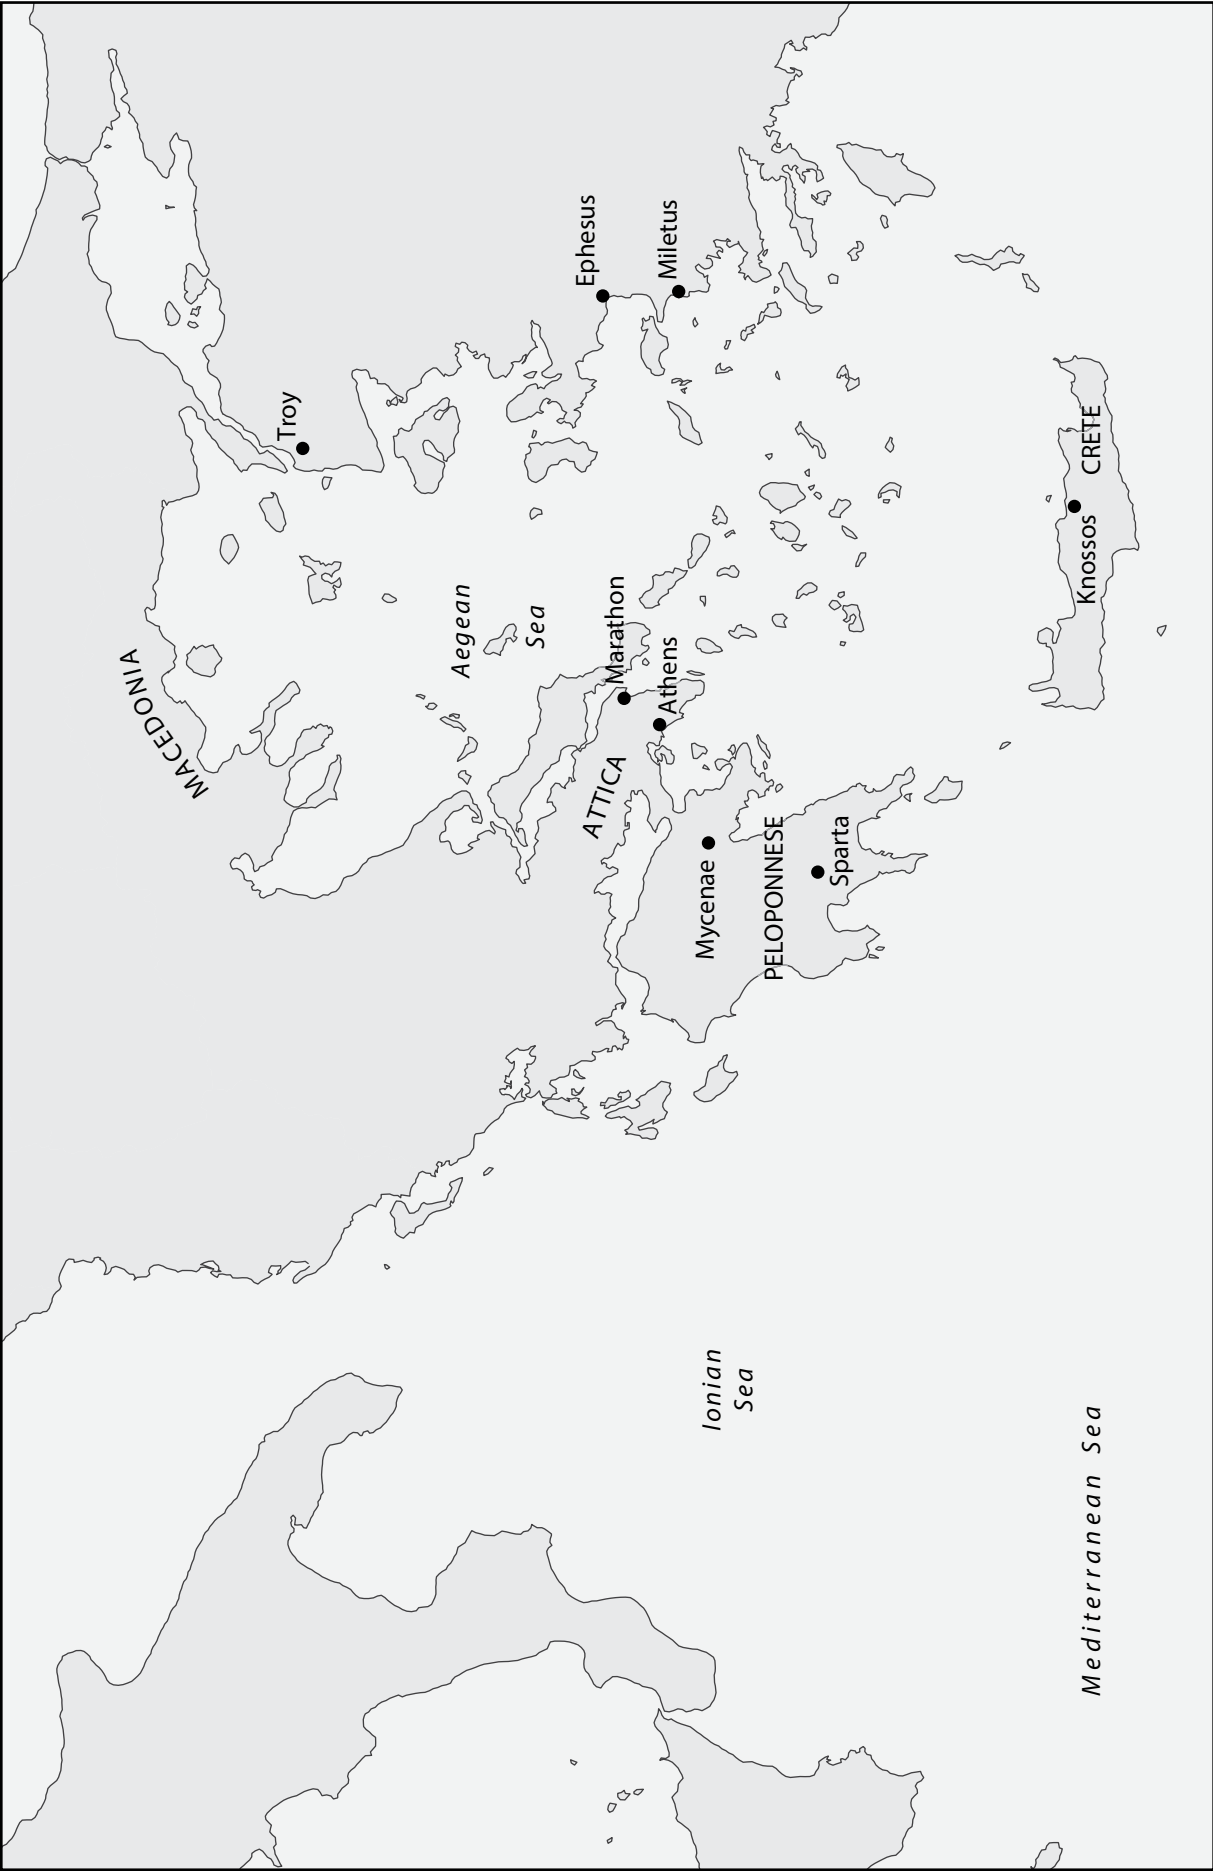 MACEDONIA
Troy
Aegean
Sea
Ephesus
Miletus
Marathon
Athens
ATTICA
Mycenae
PELOPONNESE
Sparta
Ionian
Sea
Knossos
CRETE
Mediterranean Sea